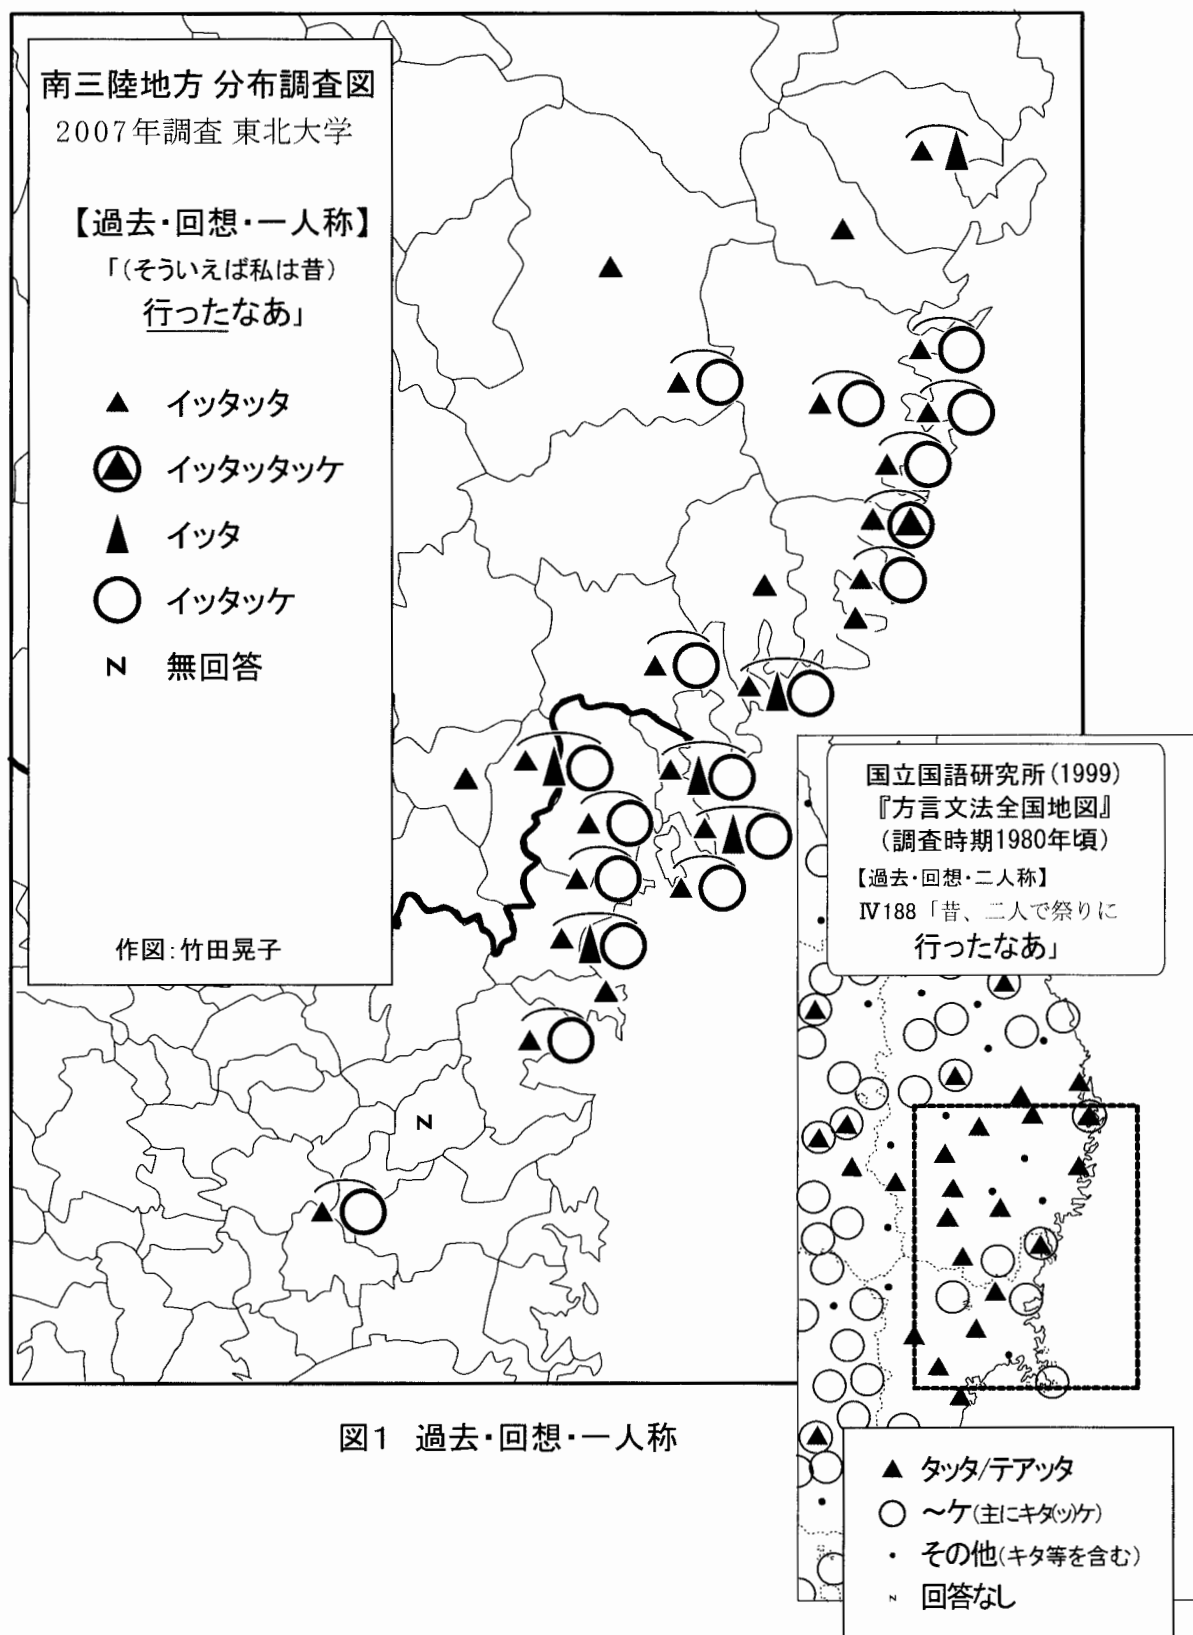 南三陸地方 分布調査図
2007年調査 東北大学
【過去・回想・一人称】
「(そういえば私は昔)
行ったなあ」
イッタッタ
イッタッタッケ
イッタ
イッタッケ
N 無回答
作図:竹田晃子
N
国立国語研究所(1999)
『方言文法全国地図』
(調査時期1980年頃)
【過去・回想・二人称】
Ⅳ188「昔、二人で祭りに
行ったなあ」
タッタ/テアッタ
～ケ(主にキタ(ッ)ケ)
その他(キタ等を含む)
N 回答なし
図1 過去・回想・一人称